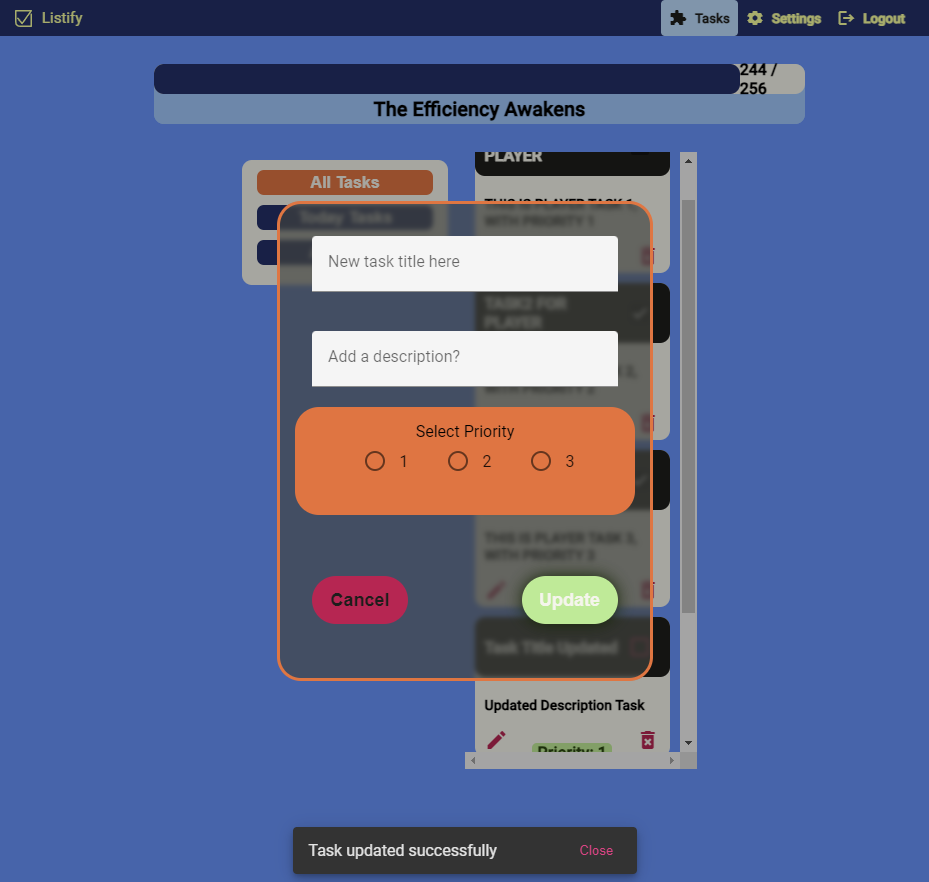 Listify
Tasks
Settings
Logout
244 /
256
The Efficiency Awakens
All Tasks
Today Tasks
PLAYER
THIS IS PLAYER TASK 1,
WITH PRIORITY 1
New task title here
TASK2 FOR
PLAYER
Add a description?
WITH PRIORITY 2
Select Priority
1
2
3
THIS IS PLAYER TASK 3,
WITH PRIORITY 3
Cancel
Update
Task Title Updated
Updated Description Task
Priority: 1
Task updated successfully
Close